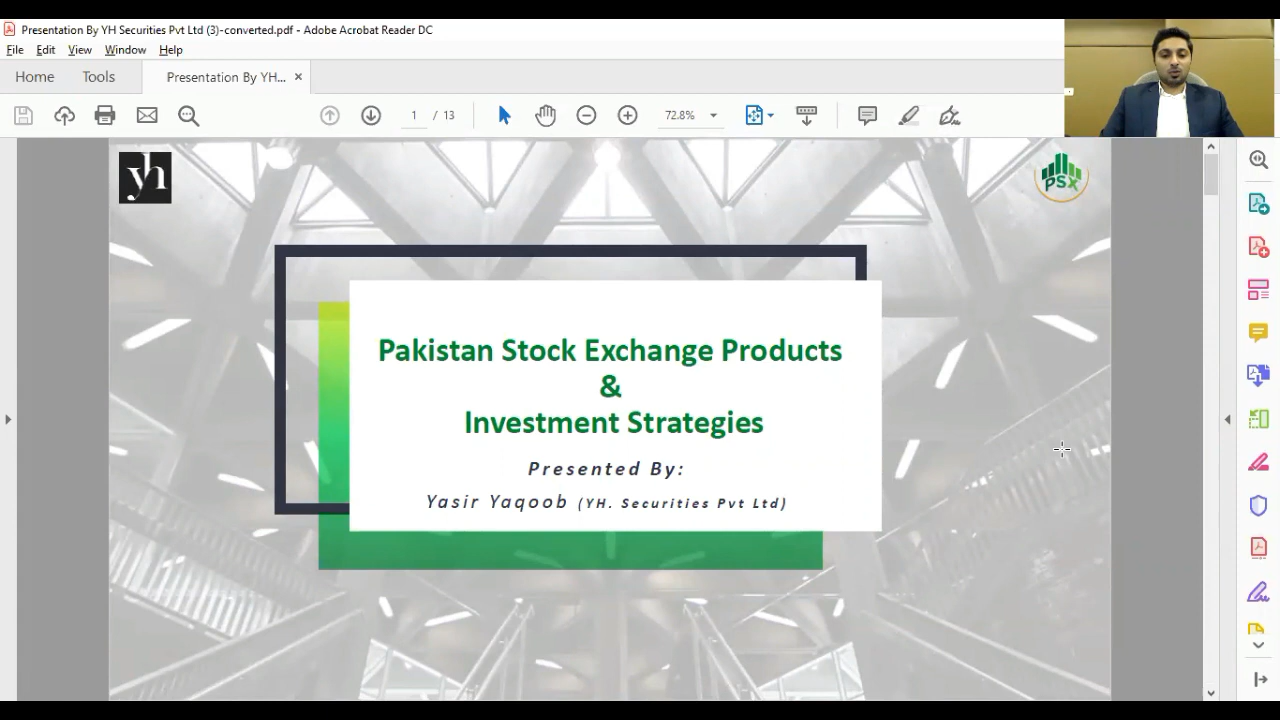 Presentation By YH Securities Pvt Ltd (3)-converted.pdf - Adobe Acrobat Reader DC
File Edit View Window Help
Home Tools Presentation By YH... ×
1 / 13 72.8%
yh
PSX
Pakistan Stock Exchange Products
&
Investment Strategies
Presented By:
Yasir Yaqoob (YH. Securities Pvt Ltd)